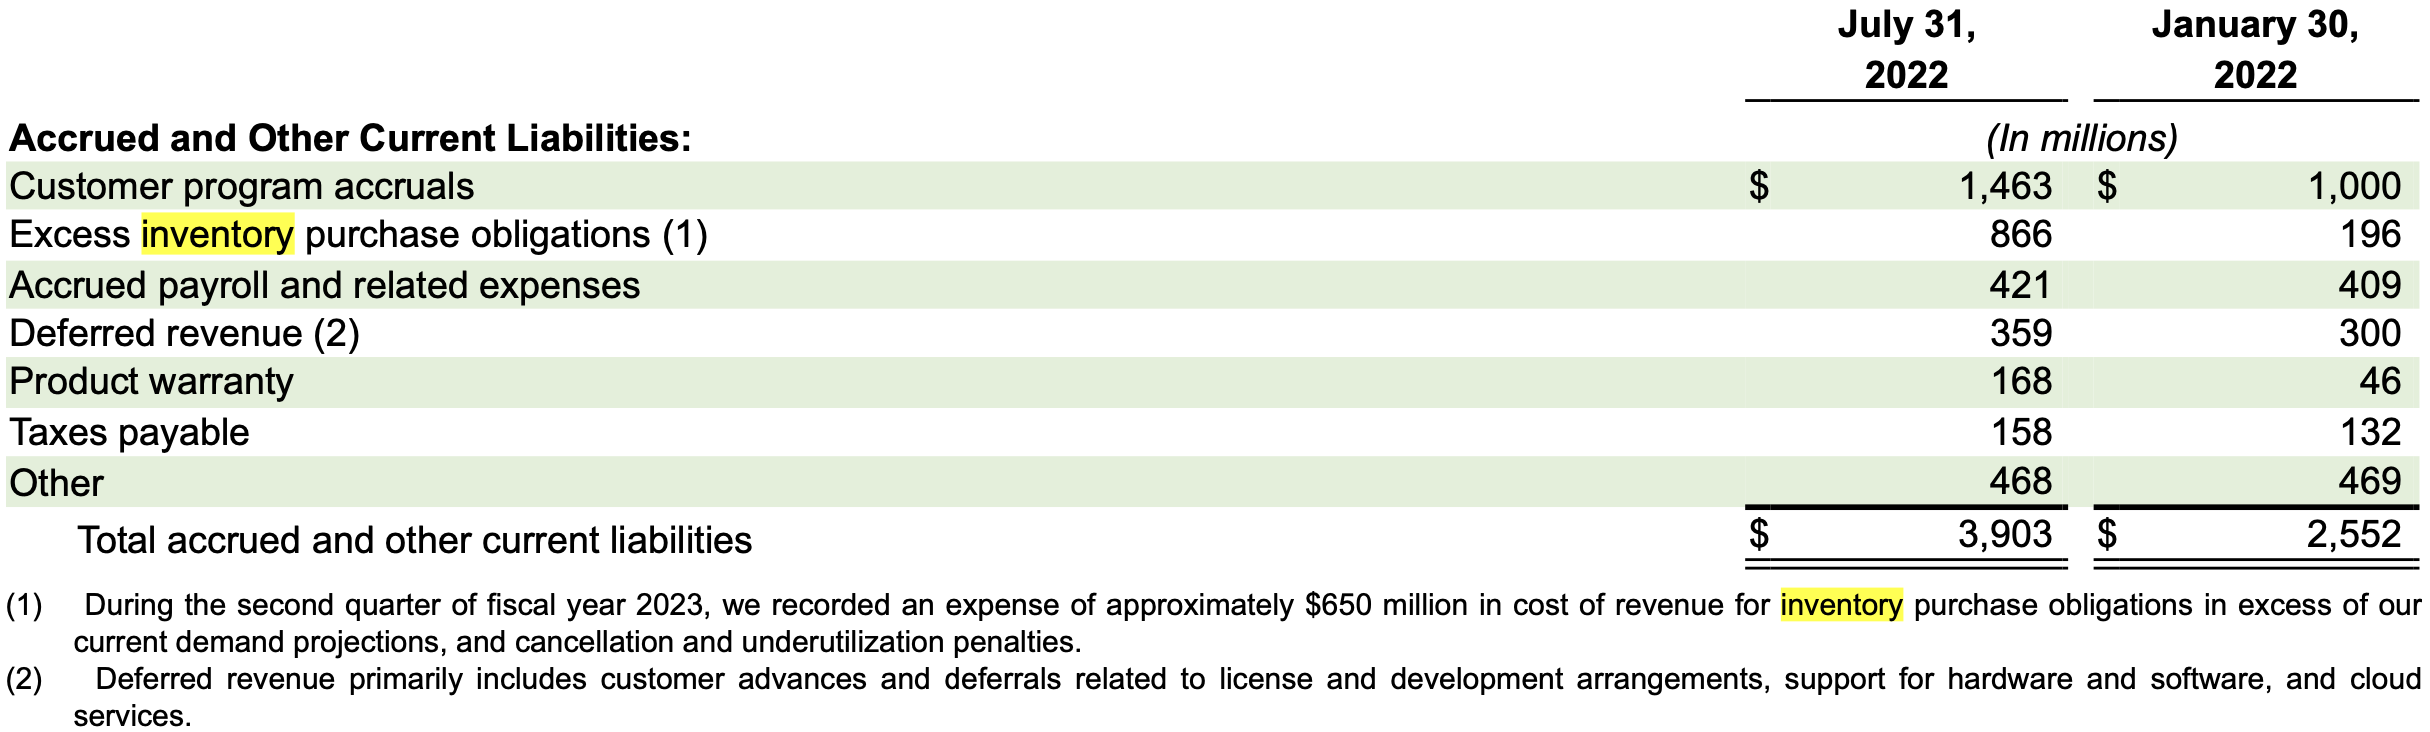 July 31, January 30,
2022 2022
Accrued and Other Current Liabilities: (In millions)
Customer program accruals $ 1,463 $ 1,000
Excess inventory purchase obligations (1) 866 196
Accrued payroll and related expenses 421 409
Deferred revenue (2) 359 300
Product warranty 168 46
Taxes payable 158 132
Other 468 469
Total accrued and other current liabilities $ 3,903 $ 2,552
(1) During the second quarter of fiscal year 2023, we recorded an expense of approximately $650 million in cost of revenue for inventory purchase obligations in excess of our
current demand projections, and cancellation and underutilization penalties.
(2) Deferred revenue primarily includes customer advances and deferrals related to license and development arrangements, support for hardware and software, and cloud
services.